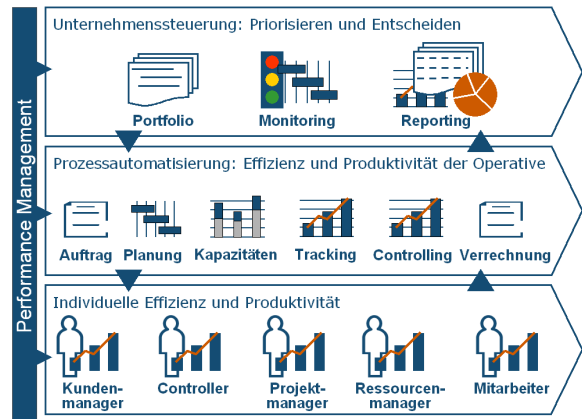 Performance Management
Unternehmenssteuerung: Priorisieren und Entscheiden
Portfolio
Monitoring
Reporting
Prozessautomatisierung: Effizienz und Produktivität der Operative
Auftrag
Planung
Kapazitäten
Tracking
Controlling
Verrechnung
Individuelle Effizienz und Produktivität
Kunden-
manager
Controller
Projekt-
manager
Ressourcen-
manager
Mitarbeiter